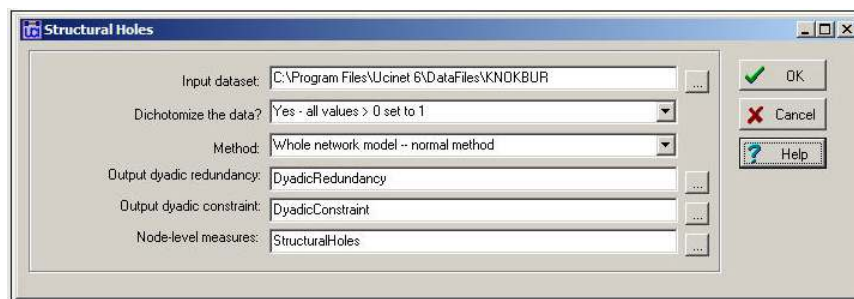 Structural Holes
Input dataset: C:\Program Files\Ucinet 6\DataFiles\KNOKBUR ...
Dichotomize the data? Yes - all values > 0 set to 1
Method: Whole network model -- normal method
Output dyadic redundancy: DyadicRedundancy ...
Output dyadic constraint: DyadicConstraint ...
Node-level measures: StructuralHoles ...
OK
Cancel
? Help